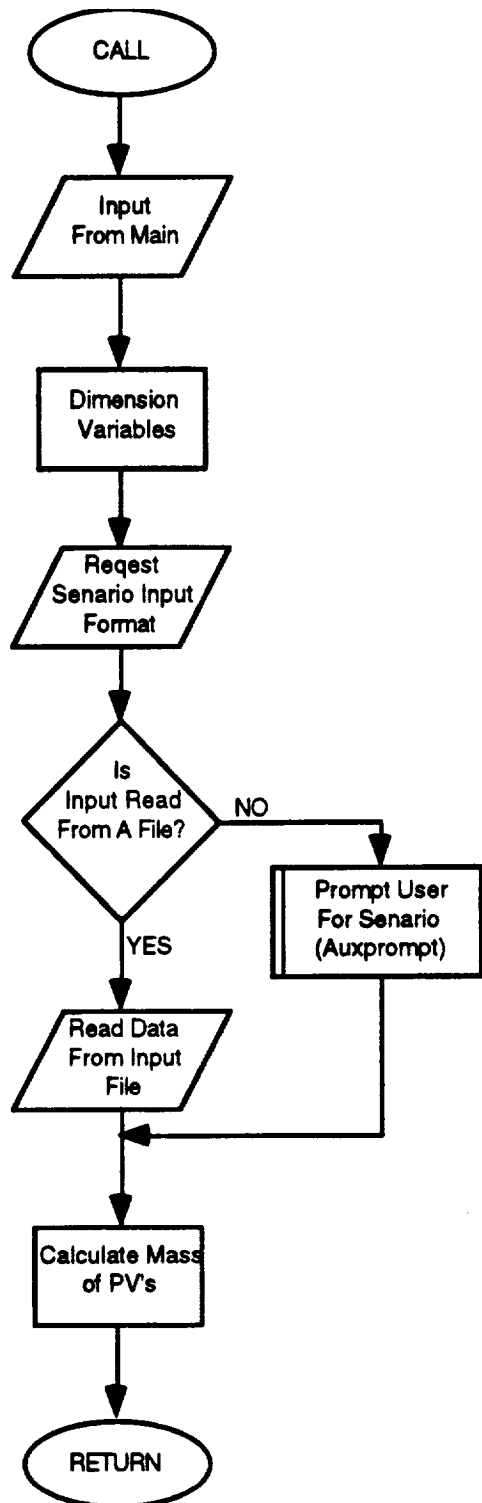 CALL
Input
From Main
Dimension
Variables
Reqest
Senario Input
Format
Is
Input Read
From A File?
NO
Prompt User
For Senario
(Auxprompt)
YES
Read Data
From Input
File
Calculate Mass
of PV's
RETURN